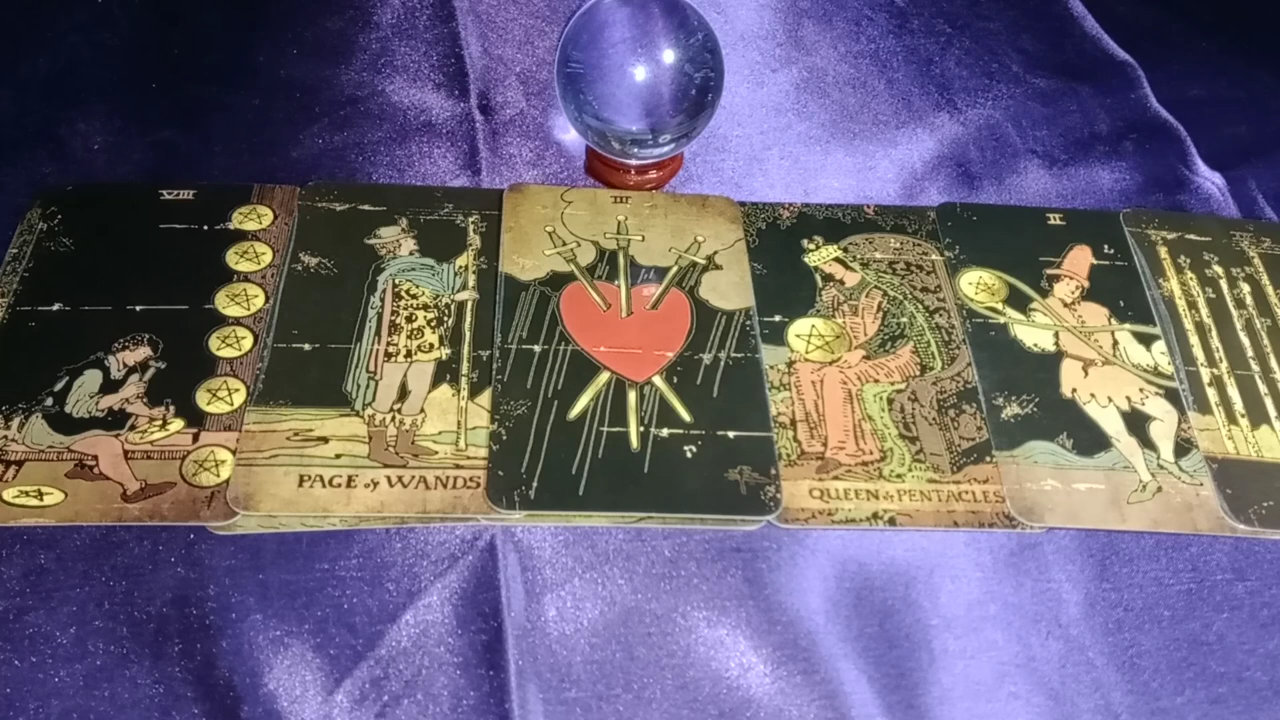 VIII
PAGE of WANDS
III
QUEEN of PENTACLES
II